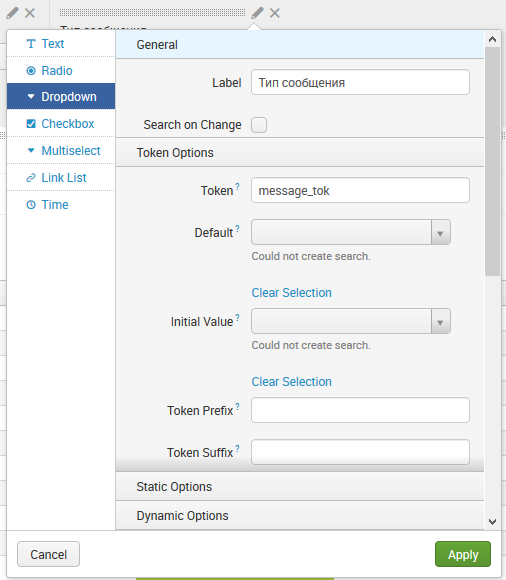 Text
Radio
Dropdown
Checkbox
Multiselect
Link List
Time
General
Label Тип сообщения
Search on Change
Token Options
Token ? message_tok
Default ?
Could not create search.
Clear Selection
Initial Value ?
Could not create search.
Clear Selection
Token Prefix ?
Token Suffix ?
Static Options
Dynamic Options
Cancel Apply